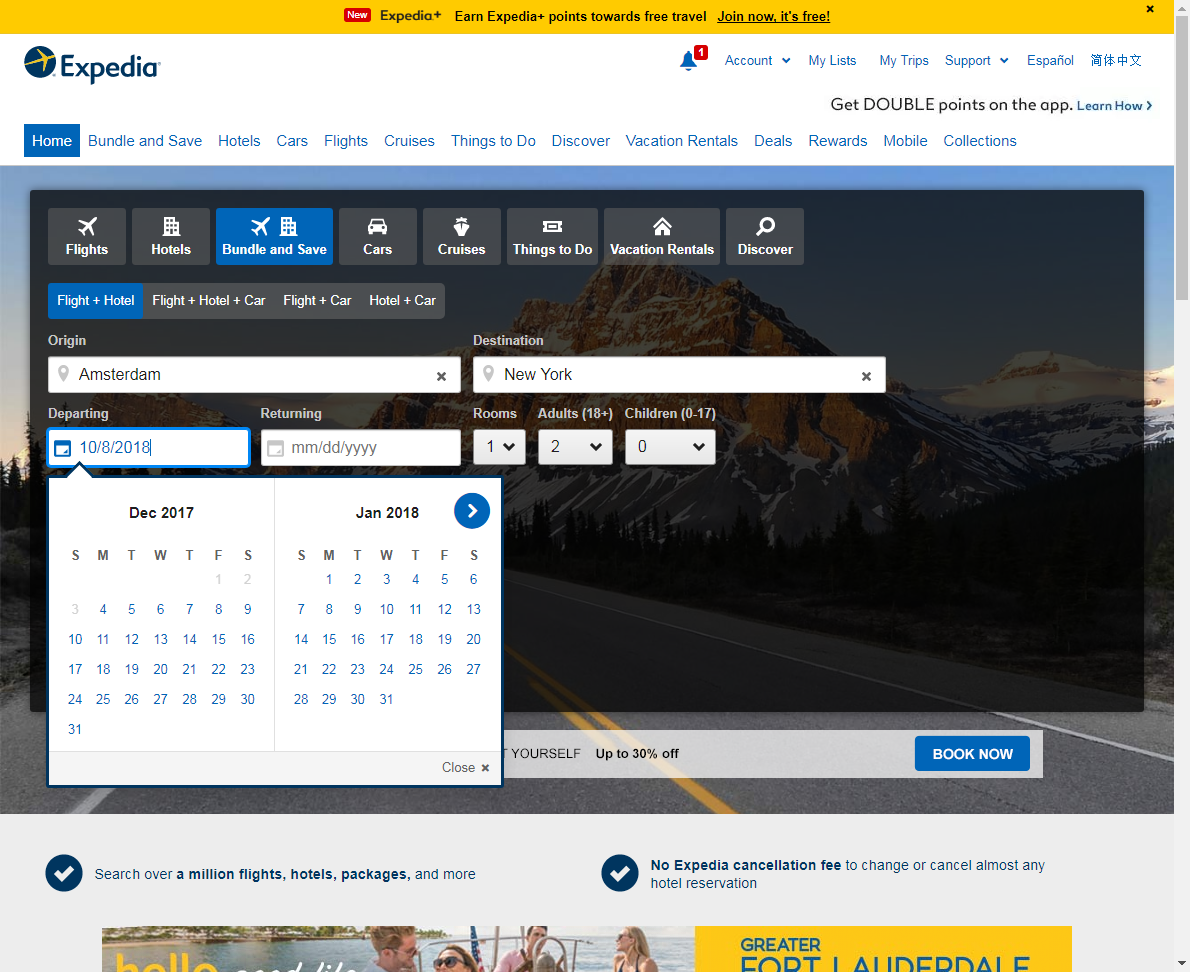 New Expedia+ Earn Expedia+ points towards free travel Join now, it's free!
Expedia
1 Account My Lists My Trips Support Español 简体中文
Get DOUBLE points on the app. Learn How
Home Bundle and Save Hotels Cars Flights Cruises Things to Do Discover Vacation Rentals Deals Rewards Mobile Collections
Flights Hotels Bundle and Save Cars Cruises Things to Do Vacation Rentals Discover
Flight + Hotel Flight + Hotel + Car Flight + Car Hotel + Car
Origin Destination
Amsterdam New York
Departing Returning Rooms Adults (18+) Children (0-17)
10/8/2018 mm/dd/yyyy 1 2 0
Dec 2017 Jan 2018
S M T W T F S S M T W T F S
1 2 1 2 3 4 5 6
3 4 5 6 7 8 9 7 8 9 10 11 12 13
10 11 12 13 14 15 16 14 15 16 17 18 19 20
17 18 19 20 21 22 23 21 22 23 24 25 26 27
24 25 26 27 28 29 30 28 29 30 31
31
YOURSELF Up to 30% off BOOK NOW
Close
Search over a million flights, hotels, packages, and more
No Expedia cancellation fee to change or cancel almost any
hotel reservation
GREATER
hello good life FORT LAUDERDALE